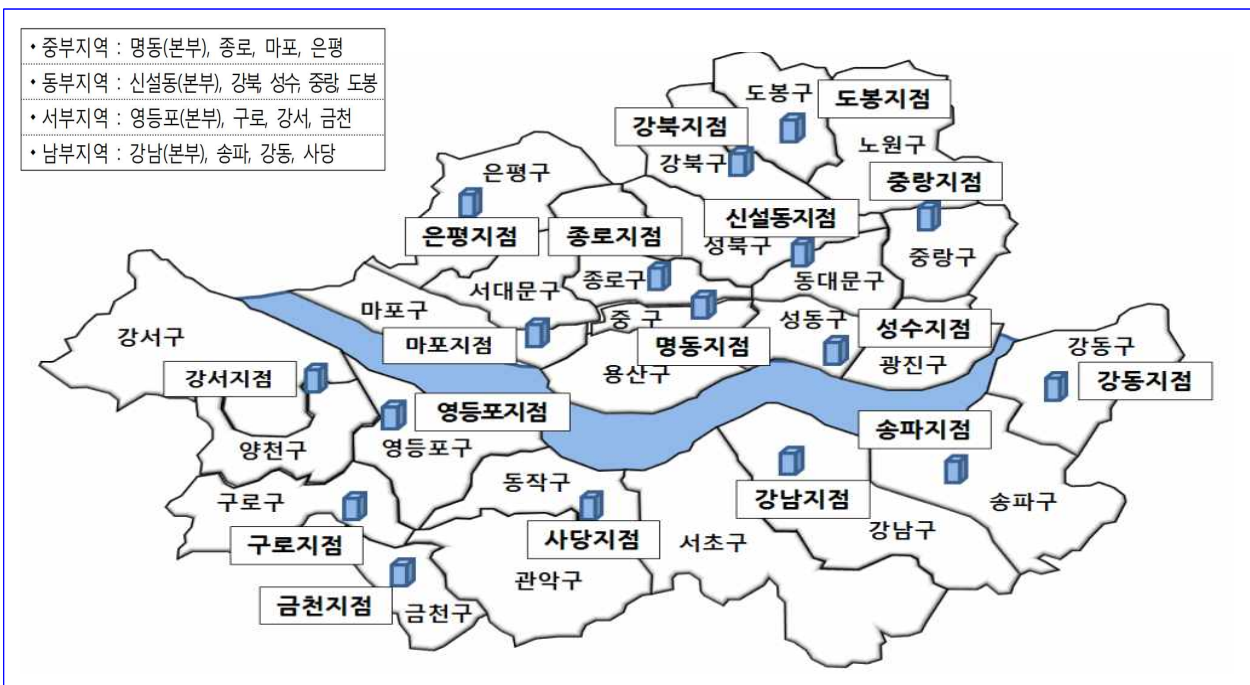 • 중부지역 : 명동(본부), 종로, 마포, 은평
• 동부지역 : 신설동(본부), 강북, 성수, 중랑, 도봉
• 서부지역 : 영등포(본부), 구로, 강서, 금천
• 남부지역 : 강남(본부), 송파, 강동, 사당
도봉구
도봉지점
강북지점
노원구
강북구
은평구
중랑지점
신설동지점
은평지점
종로지점
성북구
중랑구
종로구
동대문구
서대문구
마포구
중 구
성동구
성수지점
강서구
마포지점
명동지점
강동구
광진구
용산구
강서지점
강동지점
영등포지점
송파지점
양천구
영등포구
동작구
강남지점
송파구
구로구
강남구
구로지점
사당지점
서초구
관악구
금천지점
금천구